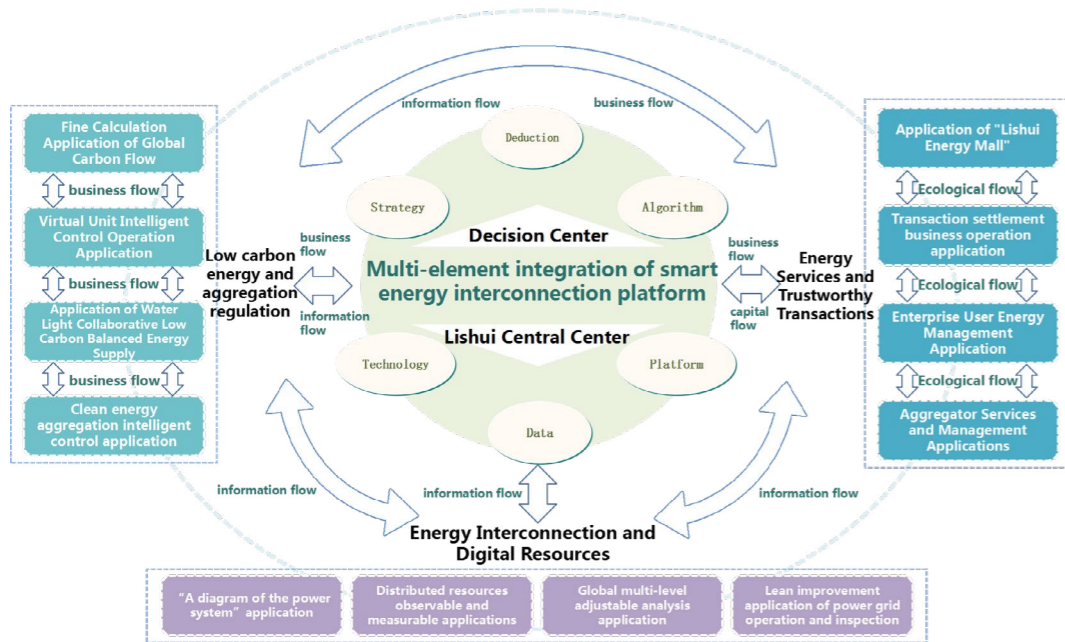 information flow
business flow
Deduction
Strategy
Algorithm
Decision Center
Multi-element integration of smart
energy interconnection platform
Lishui Central Center
Technology
Platform
Data
Fine Calculation
Application of Global
Carbon Flow
business flow
Virtual Unit Intelligent
Control Operation
Application
business flow
Application of Water
Light Collaborative Low
Carbon Balanced Energy
Supply
business flow
Clean energy
aggregation intelligent
control application
Low carbon
energy and
aggregation
regulation
business
flow
information
flow
business
flow
capital
flow
Energy
Services and
Trustworthy
Transactions
Application of "Lishui
Energy Mall"
Ecological flow
Transaction settlement
business operation
application
Ecological flow
Enterprise User Energy
Management
Application
Ecological flow
Aggregator Services
and Management
Applications
information flow
information flow
information flow
Energy Interconnection and
Digital Resources
"A diagram of the power
system" application
Distributed resources
observable and
measurable applications
Global multi-level
adjustable analysis
application
Lean improvement
application of power grid
operation and inspection